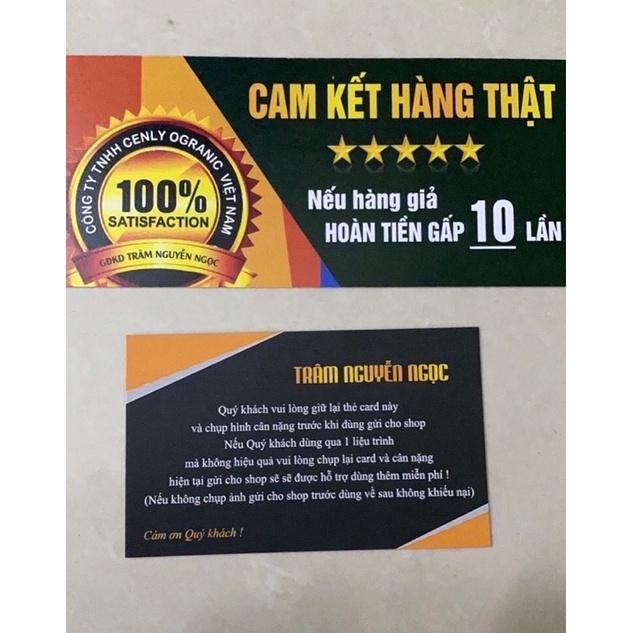 CAM KẾT HÀNG THẬT
CÔNG TY TNHH CENLY OGRANIC VIỆT NAM
100%
SATISFACTION
GĐKD TRÂM NGUYỄN NGỌC
Nếu hàng giả
HOÀN TIỀN GẤP 10 LẦN
TRÂM NGUYỄN NGỌC
Quý khách vui lòng giữ lại thẻ card này
và chụp hình cân nặng trước khi dùng gửi cho shop
Nếu Quý khách dùng qua 1 liệu trình
mà không hiệu quả vui lòng chụp lại card và cân nặng
hiện tại gửi cho shop sẽ sẽ được hỗ trợ dùng thêm miễn phí !
(Nếu không chụp ảnh gửi cho shop trước dùng về sau không khiếu nại)
Cảm ơn Quý khách !